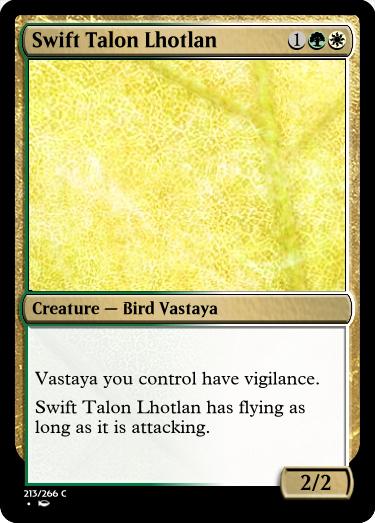 Swift Talon Lhotlan 1
Creature — Bird Vastaya
Vastaya you control have vigilance.
Swift Talon Lhotlan has flying as
long as it is attacking.
2/2
213/266 C